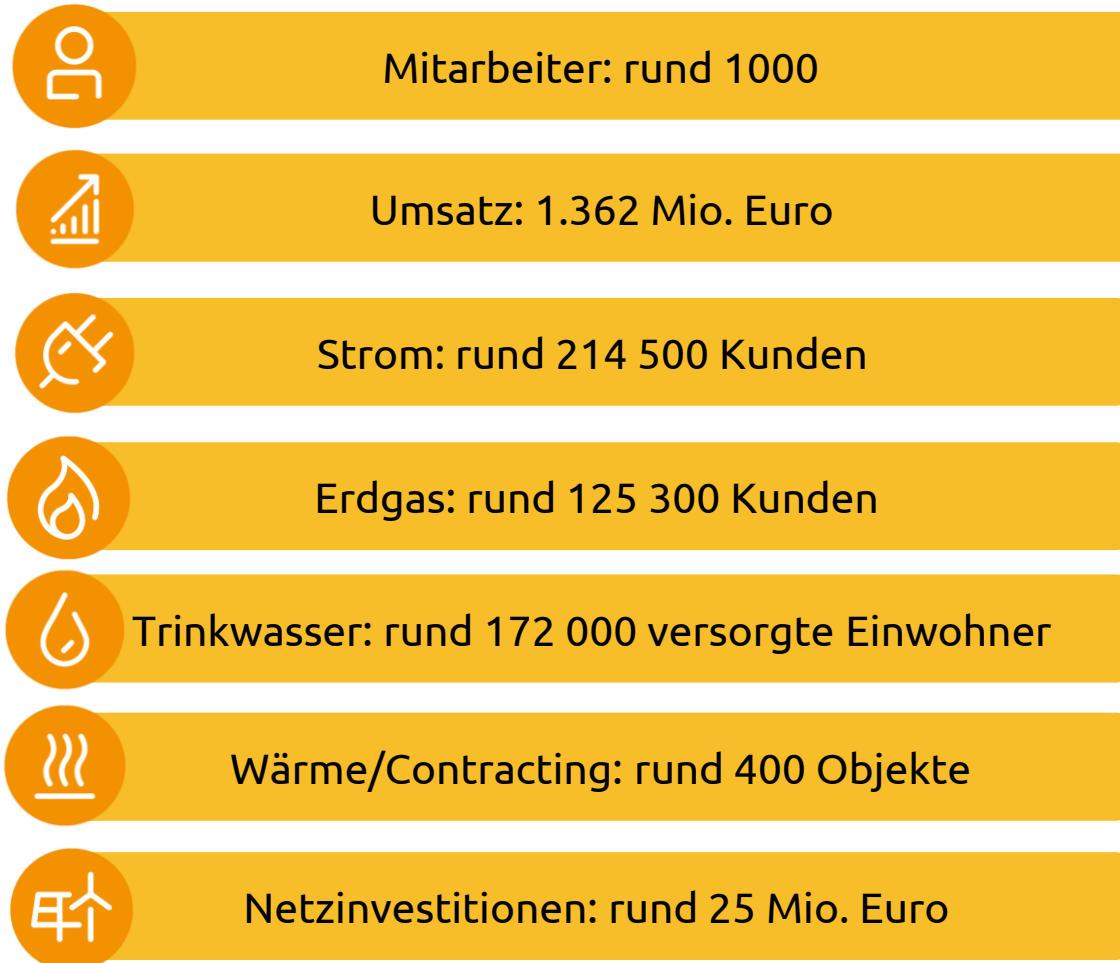 Mitarbeiter: rund 1000
Umsatz: 1.362 Mio. Euro
Strom: rund 214 500 Kunden
Erdgas: rund 125 300 Kunden
Trinkwasser: rund 172 000 versorgte Einwohner
Wärme/Contracting: rund 400 Objekte
Netzinvestitionen: rund 25 Mio. Euro